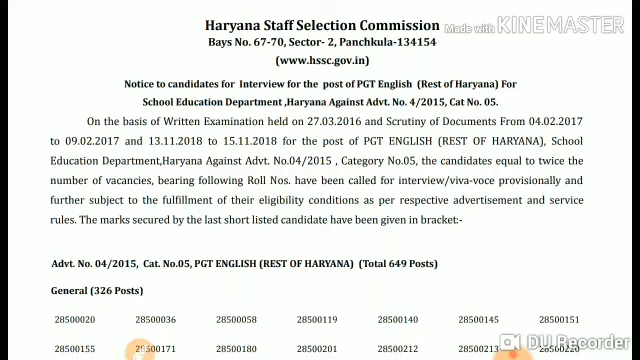 Haryana Staff Selection Commission
Made with KINEMASTER
Bays No. 67-70, Sector- 2, Panchkula-134154
(www.hssc.gov.in)
Notice to candidates for Interview for the post of PGT English (Rest of Haryana) For
School Education Department ,Haryana Against Advt. No. 4/2015, Cat No. 05.
On the basis of Written Examination held on 27.03.2016 and Scrutiny of Documents From 04.02.2017
to 09.02.2017 and 13.11.2018 to 15.11.2018 for the post of PGT ENGLISH (REST OF HARYANA), School
Education Department,Haryana Against Advt. No.04/2015 , Category No.05, the candidates equal to twice the
number of vacancies, bearing following Roll Nos. have been called for interview/viva-voce provisionally and
further subject to the fulfillment of their eligibility conditions as per respective advertisement and service
rules. The marks secured by the last short listed candidate have been given in bracket:-
Advt. No. 04/2015, Cat. No.05, PGT ENGLISH (REST OF HARYANA) (Total 649 Posts)
General (326 Posts)
28500020 28500036 28500058 28500119 28500140 28500145 28500151
28500155 28500171 28500180 28500201 28500212 28500213
DU Recorder